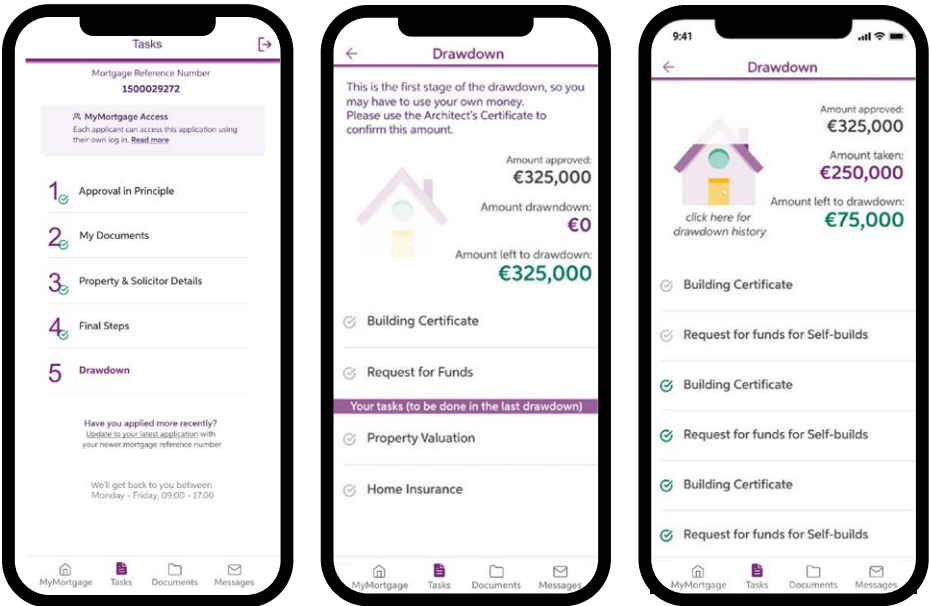 Tasks
Mortgage Reference Number
1500029272
MyMortgage Access
Each applicant can access this application using
their own log in. Read more
1 Approval in Principle
2 My Documents
3 Property & Solicitor Details
4 Final Steps
5 Drawdown
Have you applied more recently?
Update to your latest application with
your newer mortgage reference number
We'll get back to you between
Monday - Friday, 09.00 - 17.00
MyMortgage Tasks Documents Messages
Drawdown
This is the first stage of the drawdown, so you
may have to use your own money.
Please use the Architect's Certificate to
confirm this amount.
Amount approved:
€325,000
Amount drawndown:
€0
Amount left to drawdown:
€325,000
Building Certificate
Request for Funds
Your tasks (to be done in the last drawdown)
Property Valuation
Home Insurance
MyMortgage Tasks Documents Messages
9:41
Drawdown
Amount approved:
€325,000
Amount taken:
€250,000
Amount left to drawdown:
€75,000
click here for
drawdown history
Building Certificate
Request for funds for Self-builds
Building Certificate
Request for funds for Self-builds
Building Certificate
Request for funds for Self-builds
MyMortgage Tasks Documents Messages